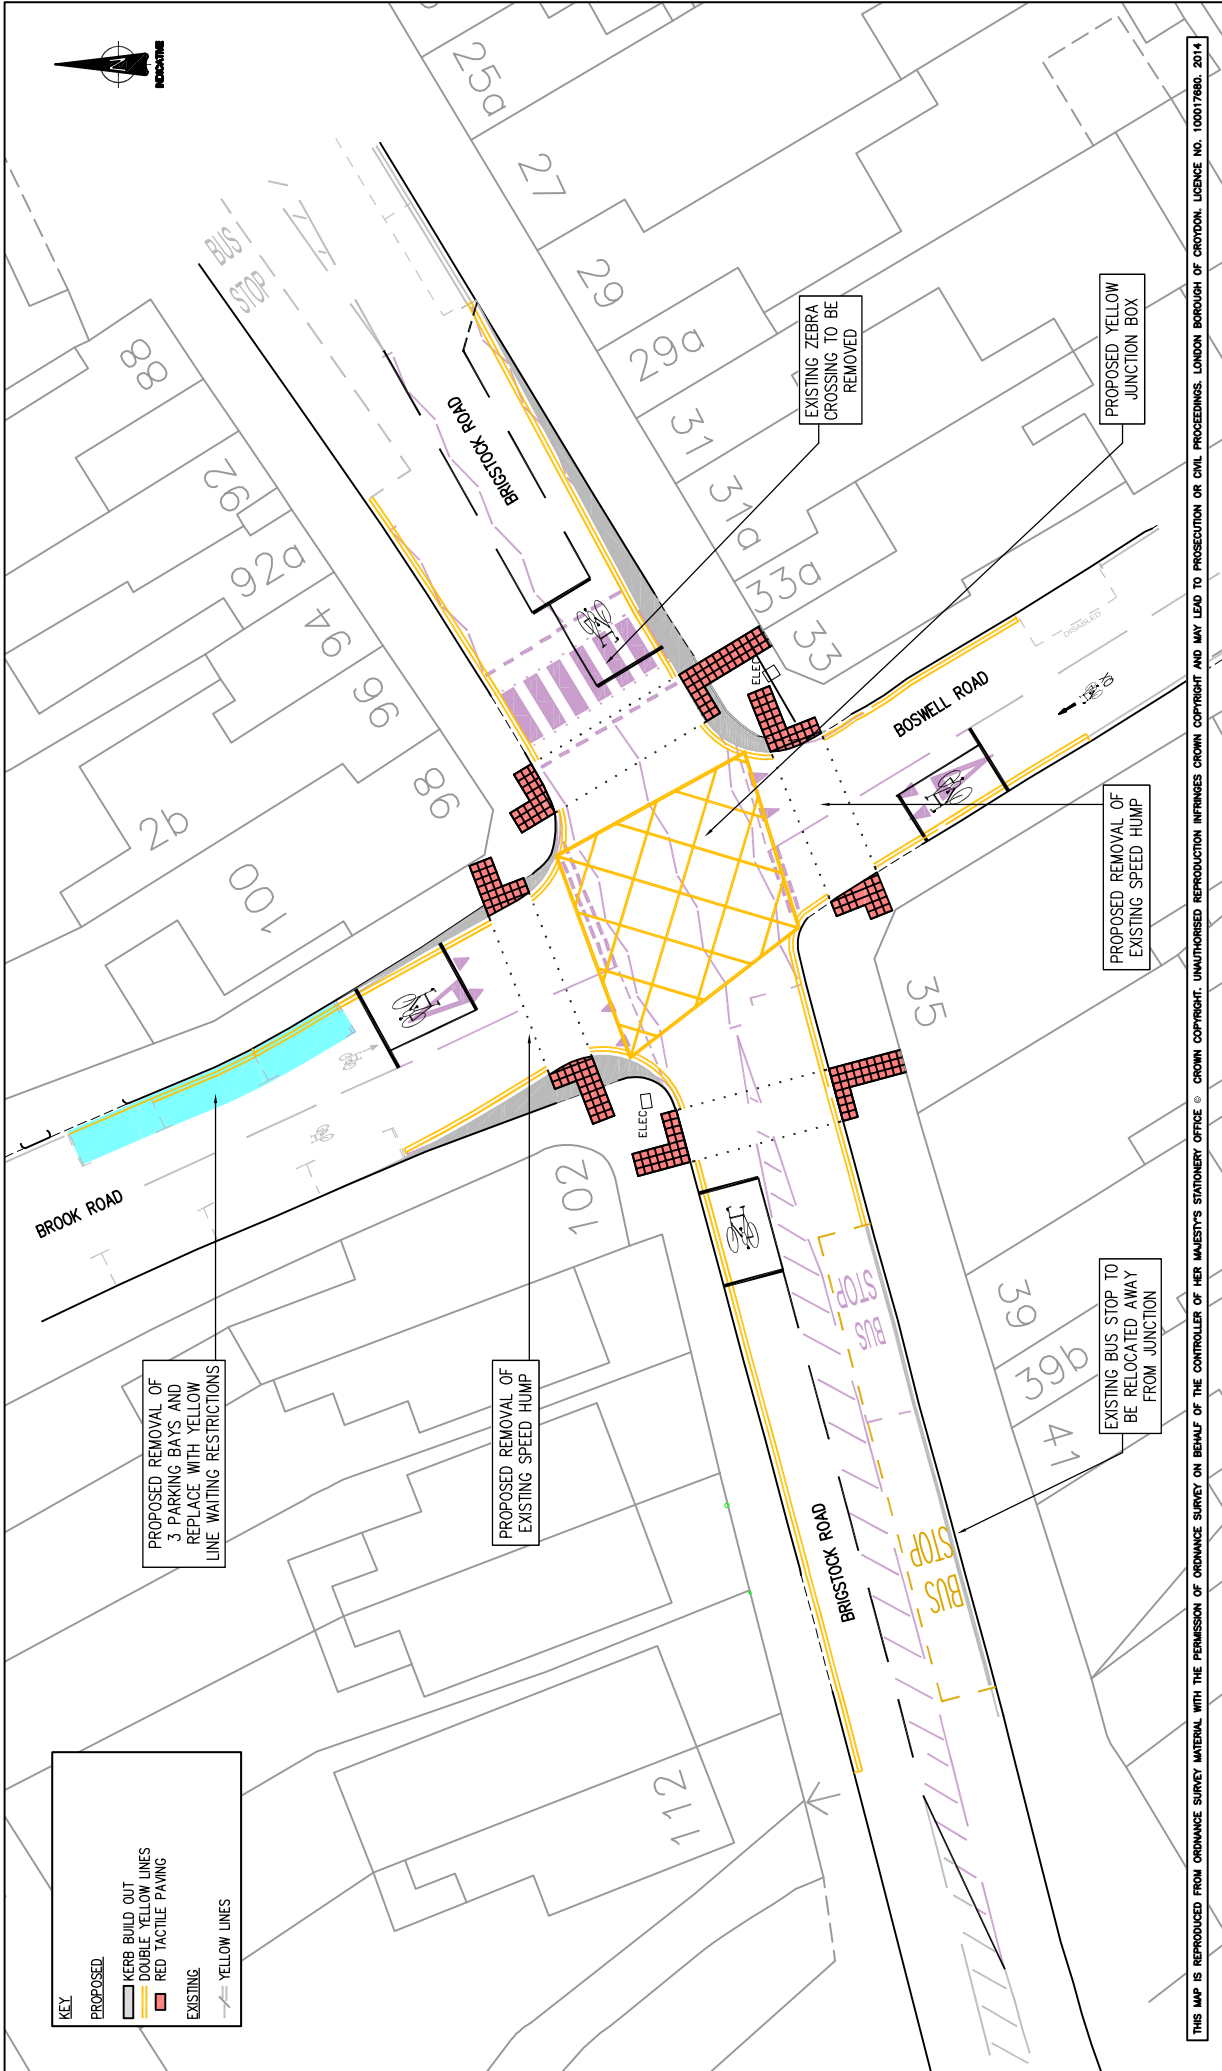 KEY
PROPOSED
KERB BUILD OUT
DOUBLE YELLOW LINES
RED TACTILE PAVING
EXISTING
YELLOW LINES
PROPOSED REMOVAL OF
3 PARKING BAYS AND
REPLACE WITH YELLOW
LINE WAITING RESTRICTIONS
BROOK ROAD
N
INDICATIVE
PROPOSED REMOVAL OF
EXISTING SPEED HUMP
112
102
ELEC
100
2b
98
96
94
92a
92
88
BUS
STOP
BRIGSTOCK ROAD
25a
27
29
29a
31
31a
33a
33
ELEC
BRIGSTOCK ROAD
BUS
STOP
BUS
STOP
35
39
39b
41
BOSWELL ROAD
DISABLED
EXISTING ZEBRA
CROSSING TO BE
REMOVED
PROPOSED YELLOW
JUNCTION BOX
PROPOSED REMOVAL OF
EXISTING SPEED HUMP
EXISTING BUS STOP TO
BE RELOCATED AWAY
FROM JUNCTION
THIS MAP IS REPRODUCED FROM ORDNANCE SURVEY MATERIAL WITH THE PERMISSION OF ORDNANCE SURVEY ON BEHALF OF THE CONTROLLER OF HER MAJESTY'S STATIONERY OFFICE © CROWN COPYRIGHT. UNAUTHORISED REPRODUCTION INFRINGES CROWN COPYRIGHT AND MAY LEAD TO PROSECUTION OR CIVIL PROCEEDINGS. LONDON BOROUGH OF CROYDON. LICENCE NO. 100017680. 2014